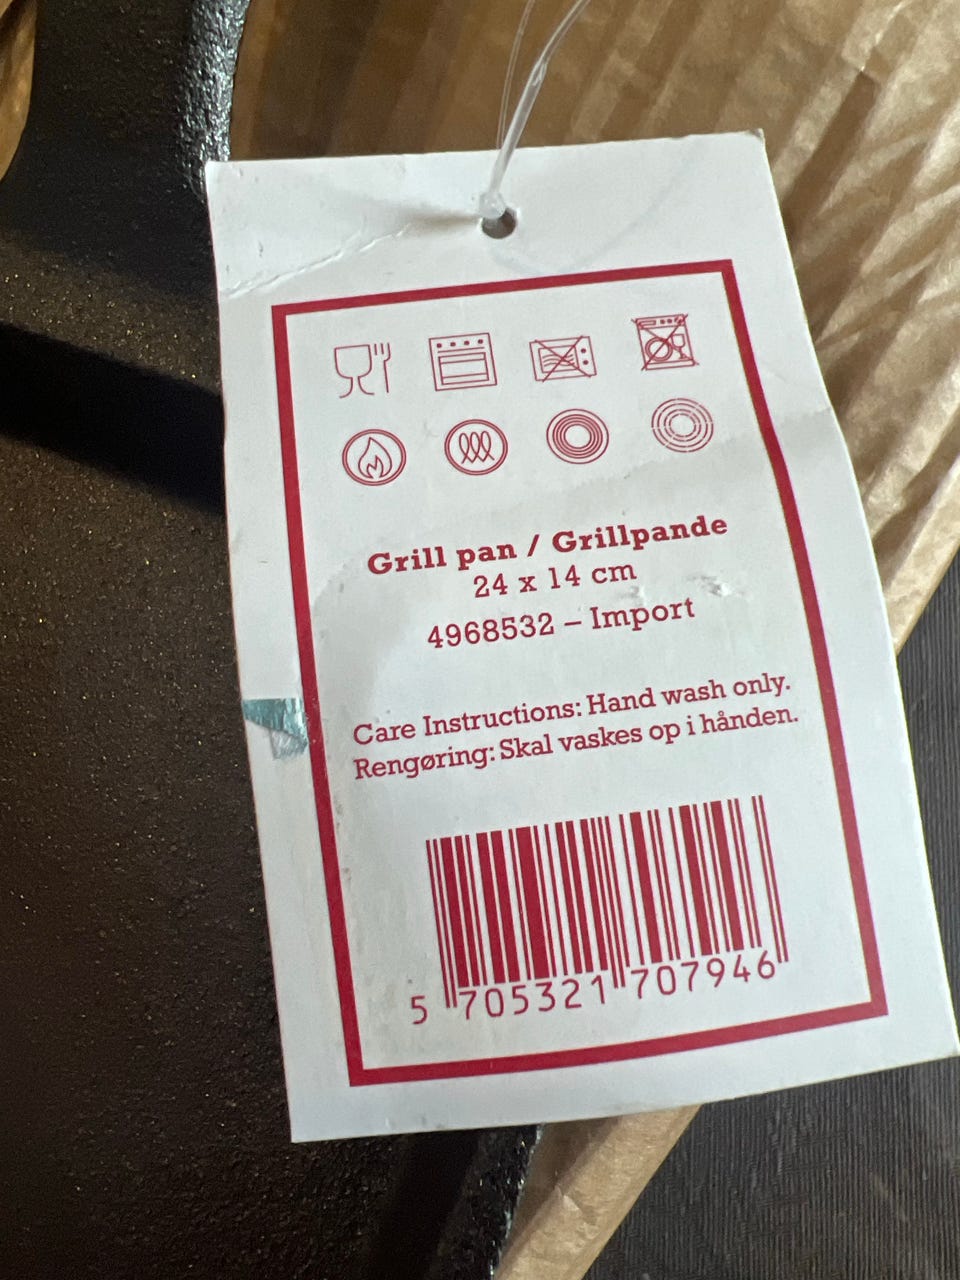 Grill pan / Grillpande
24 x 14 cm
4968532 – Import
Care Instructions: Hand wash only.
Rengøring: Skal vaskes op i hånden.
5 705321 707946